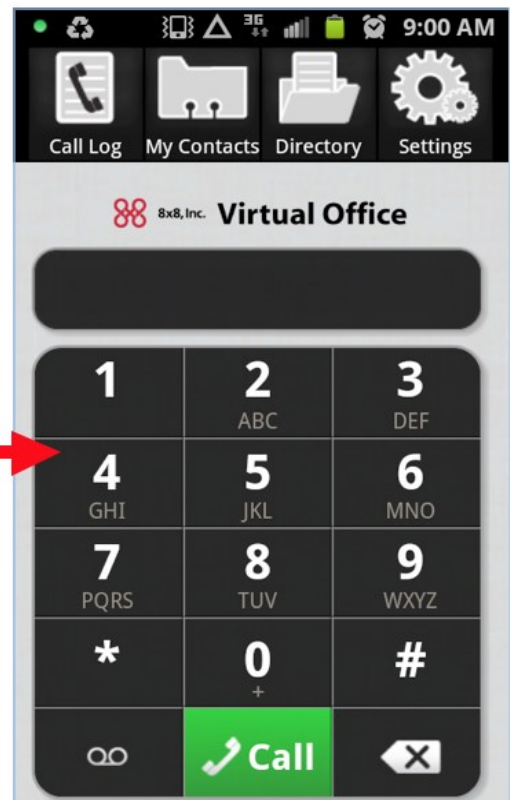 3G 9:00 AM
Call Log My Contacts Directory Settings
8x8, Inc. Virtual Office
1 2 3
ABC DEF
4 5 6
GHI JKL MNO
7 8 9
PQRS TUV WXYZ
* 0 #
+
Call